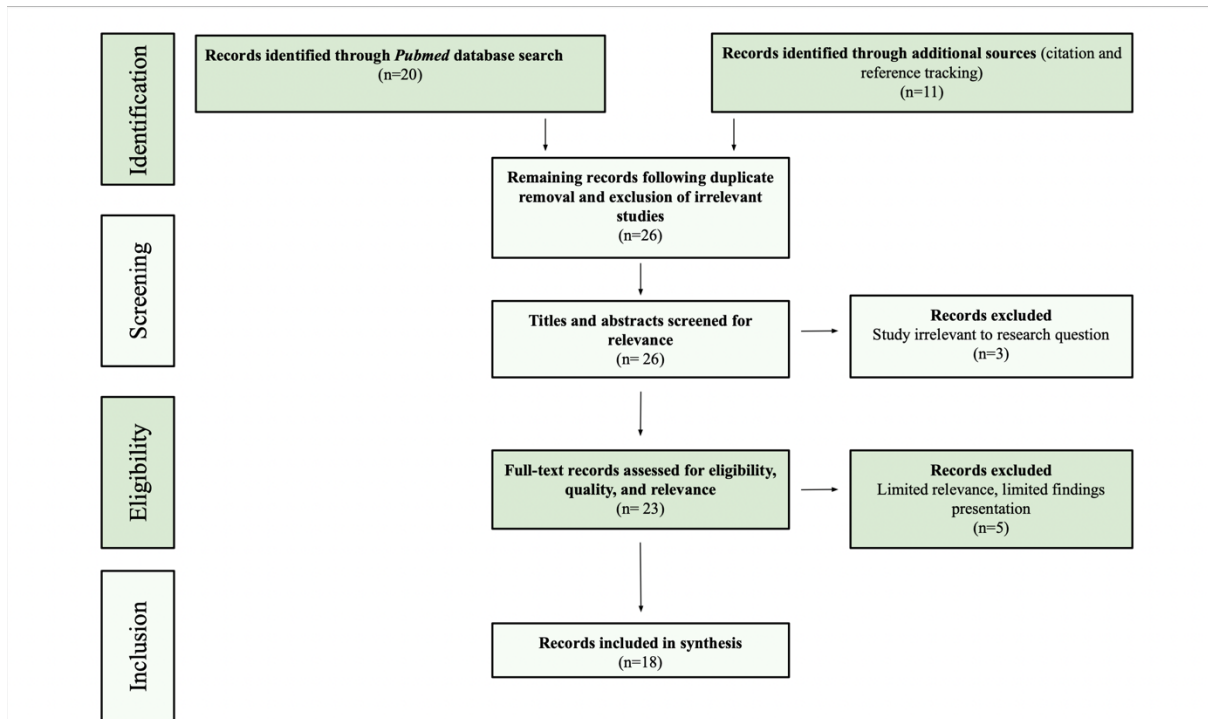 Identification
Records identified through Pubmed database search
(n=20)
Records identified through additional sources (citation and
reference tracking)
(n=11)
Remaining records following duplicate
removal and exclusion of irrelevant
studies
(n=26)
Screening
Titles and abstracts screened for
relevance
(n= 26)
Records excluded
Study irrelevant to research question
(n=3)
Eligibility
Full-text records assessed for eligibility,
quality, and relevance
(n= 23)
Records excluded
Limited relevance, limited findings
presentation
(n=5)
Inclusion
Records included in synthesis
(n=18)